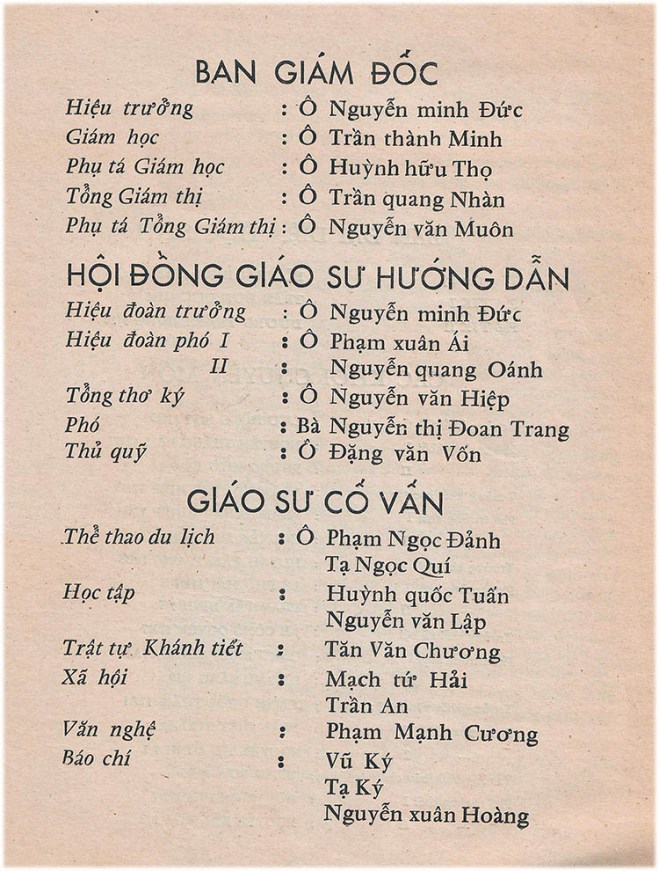 BAN GIÁM ĐỐC
Hiệu trưởng : Ô Nguyễn minh Đức
Giám học : Ô Trần thành Minh
Phụ tá Giám học : Ô Huỳnh hữu Thọ
Tổng Giám thị : Ô Trần quang Nhàn
Phụ tá Tổng Giám thị : Ô Nguyễn văn Muôn
HỘI ĐỒNG GIÁO SƯ HƯỚNG DẪN
Hiệu đoàn trưởng : Ô Nguyễn minh Đức
Hiệu đoàn phó I : Ô Phạm xuân Ái
II : Nguyễn quang Oánh
Tổng thơ ký : Ô Nguyễn văn Hiệp
Phó : Bà Nguyễn thị Đoan Trang
Thủ quỹ : Ô Đặng văn Vốn
GIÁO SƯ CỐ VẤN
Thể thao du lịch : Ô Phạm Ngọc Đảnh
Tạ Ngọc Quí
Học tập : Huỳnh quốc Tuấn
Nguyễn văn Lập
Trật tự Khánh tiết : Tăn Văn Chương
Xã hội : Mạch tứ Hải
Trần An
Văn nghệ : Phạm Mạnh Cương
Báo chí : Vũ Ký
Tạ Ký
Nguyễn xuân Hoàng